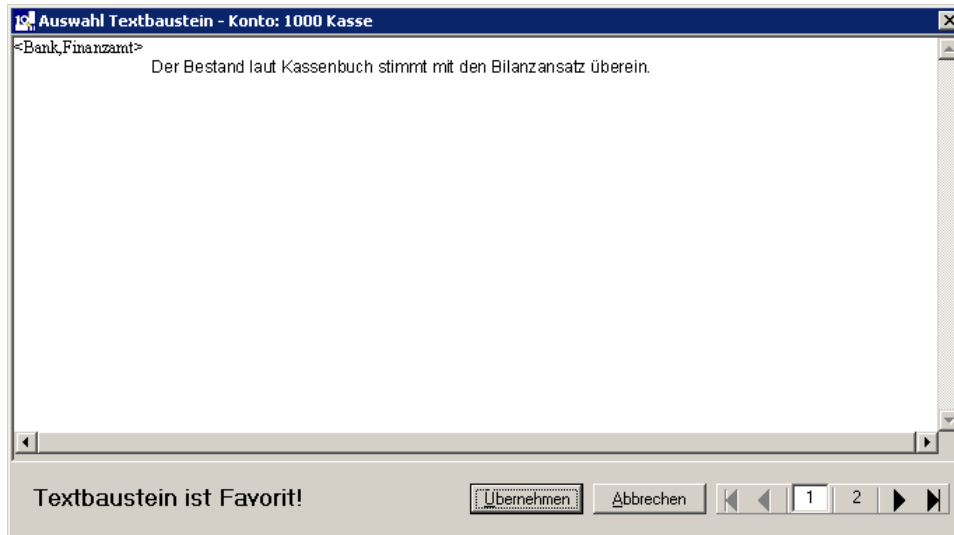 Auswahl Textbaustein - Konto: 1000 Kasse
<Bank,Finanzamt>
Der Bestand laut Kassenbuch stimmt mit den Bilanzansatz überein.
Textbaustein ist Favorit! Übernehmen Abbrechen 1 2